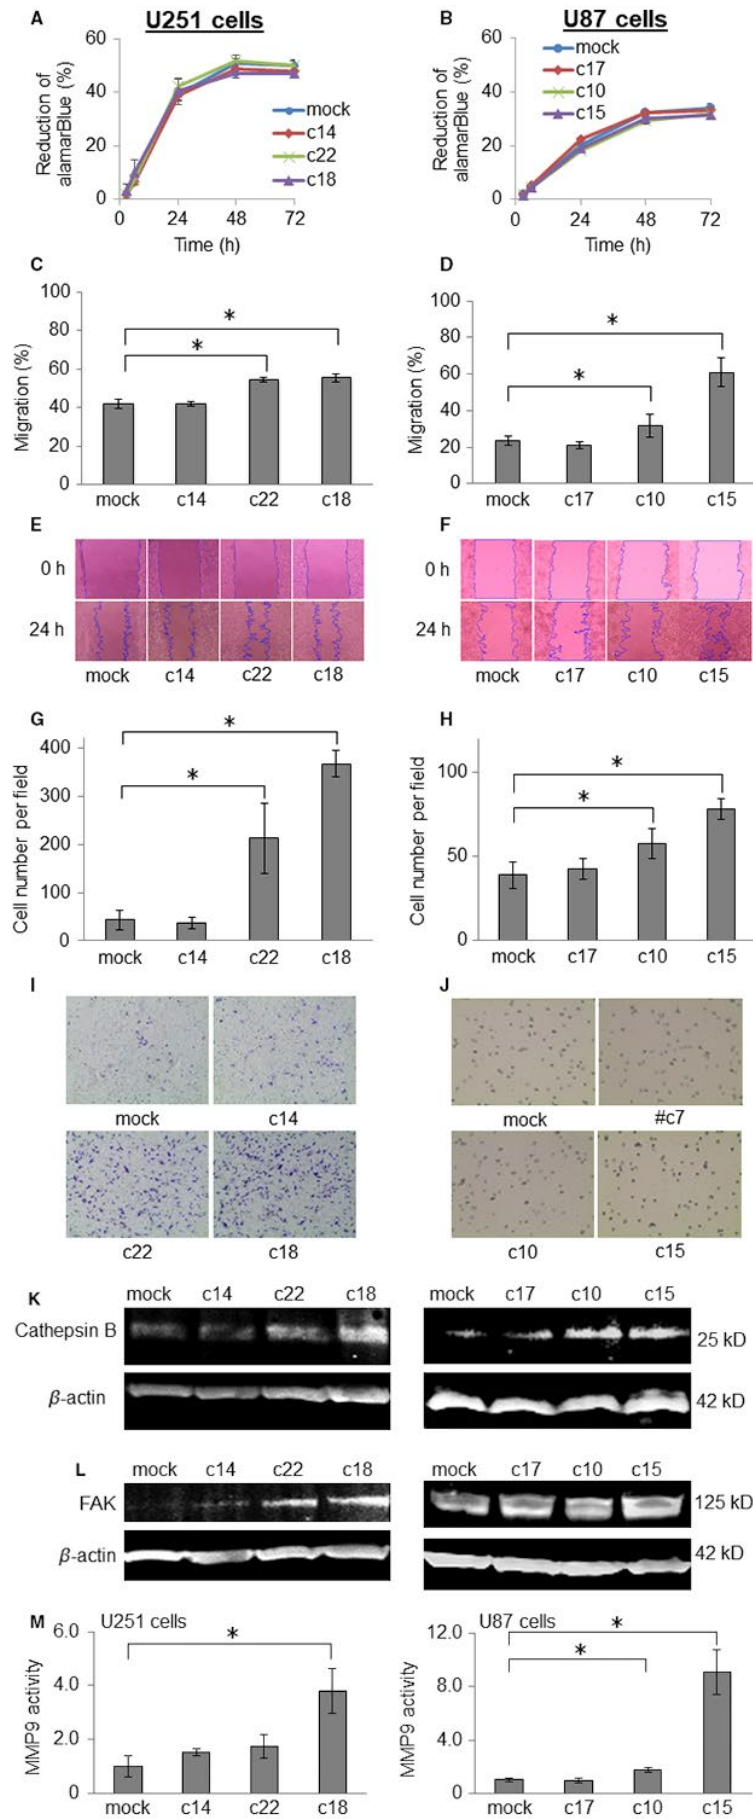 A U251 cells
B U87 cells
Reduction of
alamarBlue (%)
60
40
20
0
0 24 48 72
Time (h)
mock
c14
c22
c18
Reduction of
alamarBlue (%)
60
40
20
0
0 24 48 72
Time (h)
mock
c17
c10
c15
C
Migration (%)
100
80
60
40
20
0
* *
mock c14 c22 c18
D
Migration (%)
100
80
60
40
20
0
* *
mock c17 c10 c15
E
0 h
24 h
mock c14 c22 c18
F
0 h
24 h
mock c17 c10 c15
G
Cell number per field
400
300
200
100
0
* *
mock c14 c22 c18
H
Cell number per field
100
50
0
* *
mock c17 c10 c15
I
mock c14
c22 c18
J
mock #c7
c10 c15
K
mock c14 c22 c18 mock c17 c10 c15
Cathepsin B 25 kD
β-actin 42 kD
L
mock c14 c22 c18 mock c17 c10 c15
FAK 125 kD
β-actin 42 kD
M U251 cells
MMP9 activity
6.0
4.0
2.0
0
*
mock c14 c22 c18
U87 cells
MMP9 activity
12.0
8.0
4.0
0
* *
mock c17 c10 c15